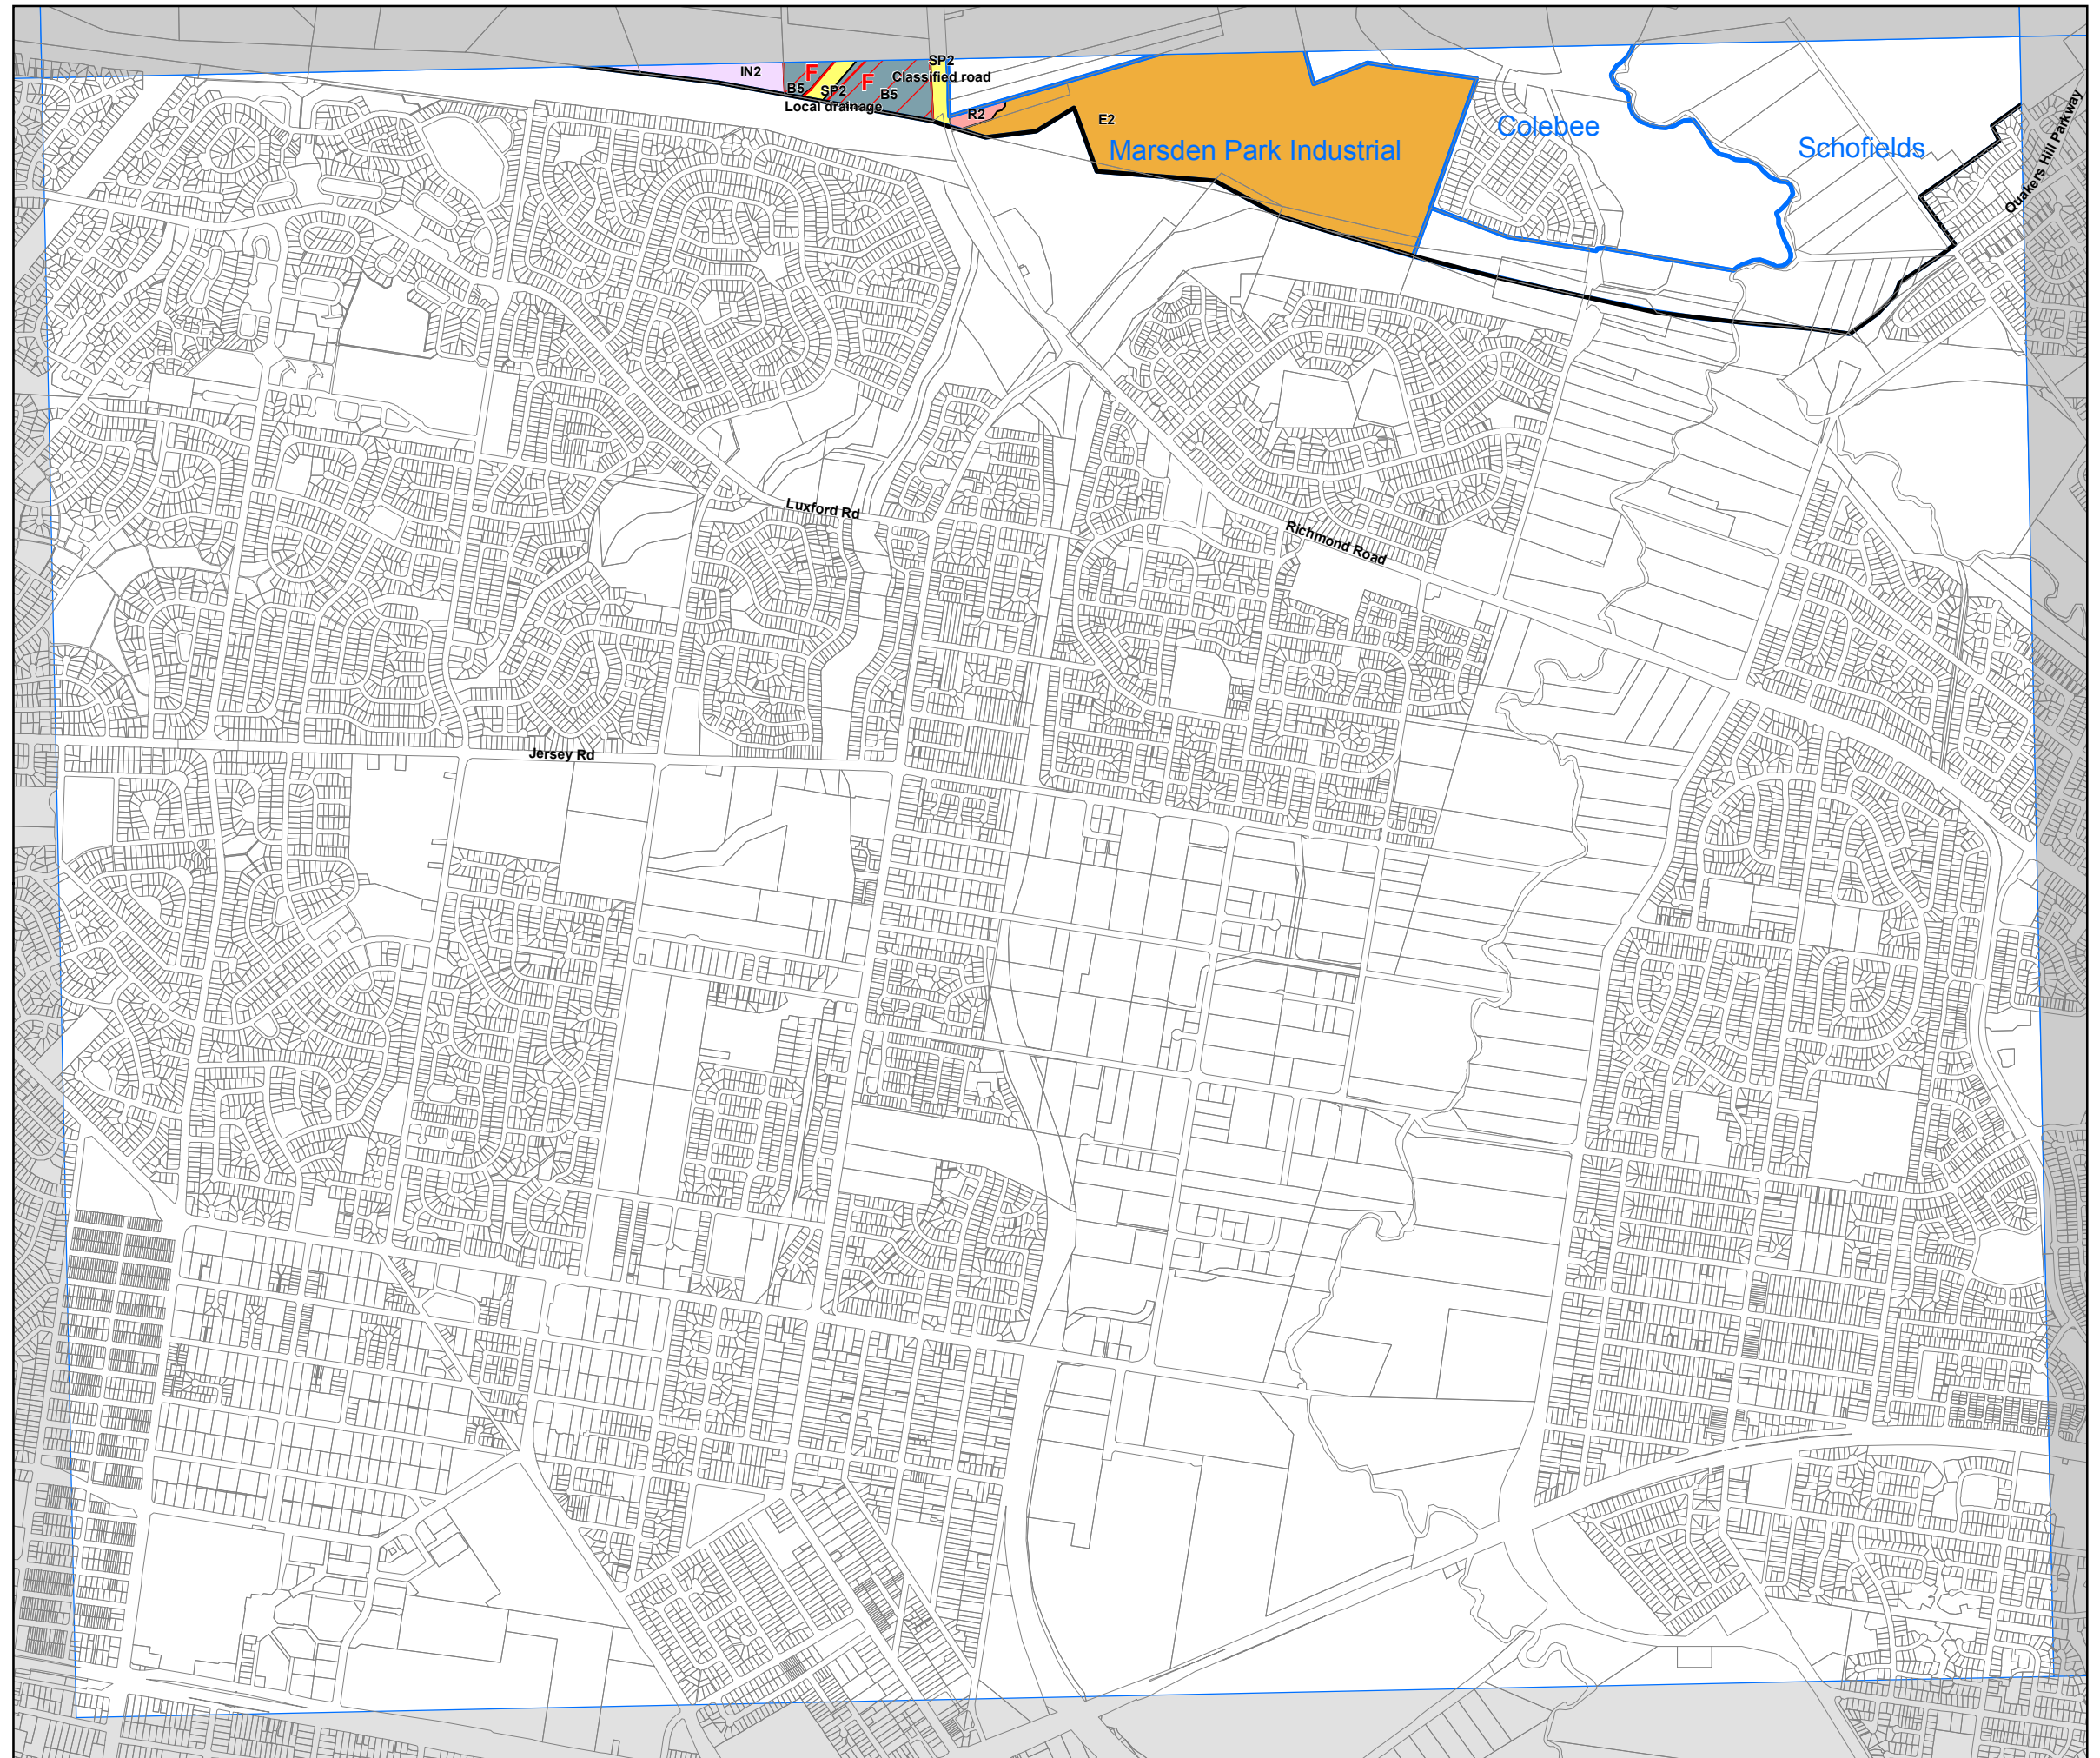 SP2
Classified road
IN2
F
F
B5
SP2
B5
Local drainage
R2
E2
Marsden Park Industrial
Colebee
Schofields
Quakers Hill Parkway
Luxford Rd
Richmond Road
Jersey Rd